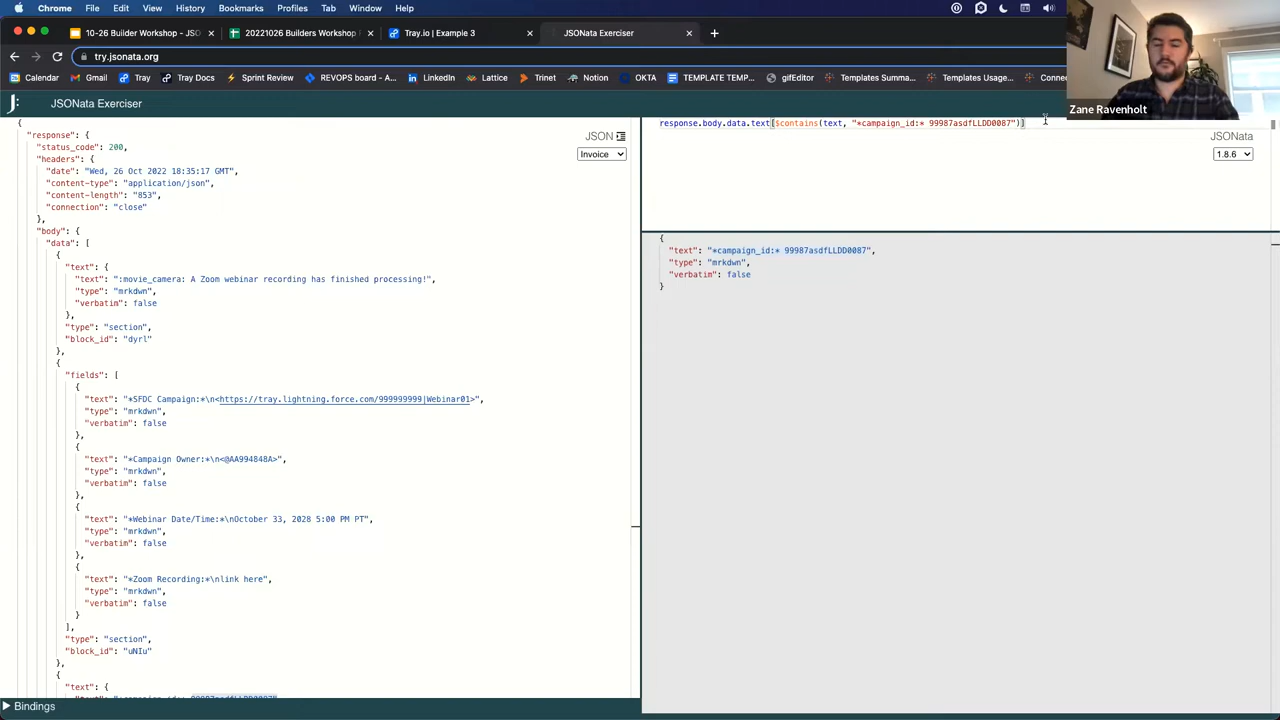 Chrome File Edit View History Bookmarks Profiles Tab Window Help
10-26 Builder Workshop - JSO
20221026 Builders Workshop
Tray.io | Example 3
JSONata Exerciser
try.jsonata.org
Calendar Gmail Tray Tray Docs Sprint Review REVOPS board - A... LinkedIn Lattice Trinet Notion OKTA TEMPLATE TEMP... gifEditor Templates Summa... Templates Usage... Conne
Zane Ravenholt
JSONata Exerciser
JSON
Invoice
{
"response": {
"status_code": 200,
"headers": {
"date": "Wed, 26 Oct 2022 18:35:17 GMT",
"content-type": "application/json",
"content-length": "853",
"connection": "close"
},
"body": {
"data": [
{
"text": {
"text": ":movie_camera: A Zoom webinar recording has finished processing!",
"type": "mrkdwn",
"verbatim": false
},
"type": "section",
"block_id": "dyrl"
},
{
"fields": [
{
"text": "*SFDC Campaign:*\n<https://tray.lightning.force.com/999999999|Webinar01>",
"type": "mrkdwn",
"verbatim": false
},
{
"text": "*Campaign Owner:*\n<@AA994848A>",
"type": "mrkdwn",
"verbatim": false
},
{
"text": "*Webinar Date/Time:*\nOctober 33, 2028 5:00 PM PT",
"type": "mrkdwn",
"verbatim": false
},
{
"text": "*Zoom Recording:*\nlink here",
"type": "mrkdwn",
"verbatim": false
}
],
"type": "section",
"block_id": "uNIu"
},
{
"text": {
"text": "*campaign_id:* 99987asdfLLDD0087"
Bindings
response.body.data.text[$contains(text, "*campaign_id:* 99987asdfLLDD0087")]
JSONata
1.8.6
{
"text": "*campaign_id:* 99987asdfLLDD0087",
"type": "mrkdwn",
"verbatim": false
}